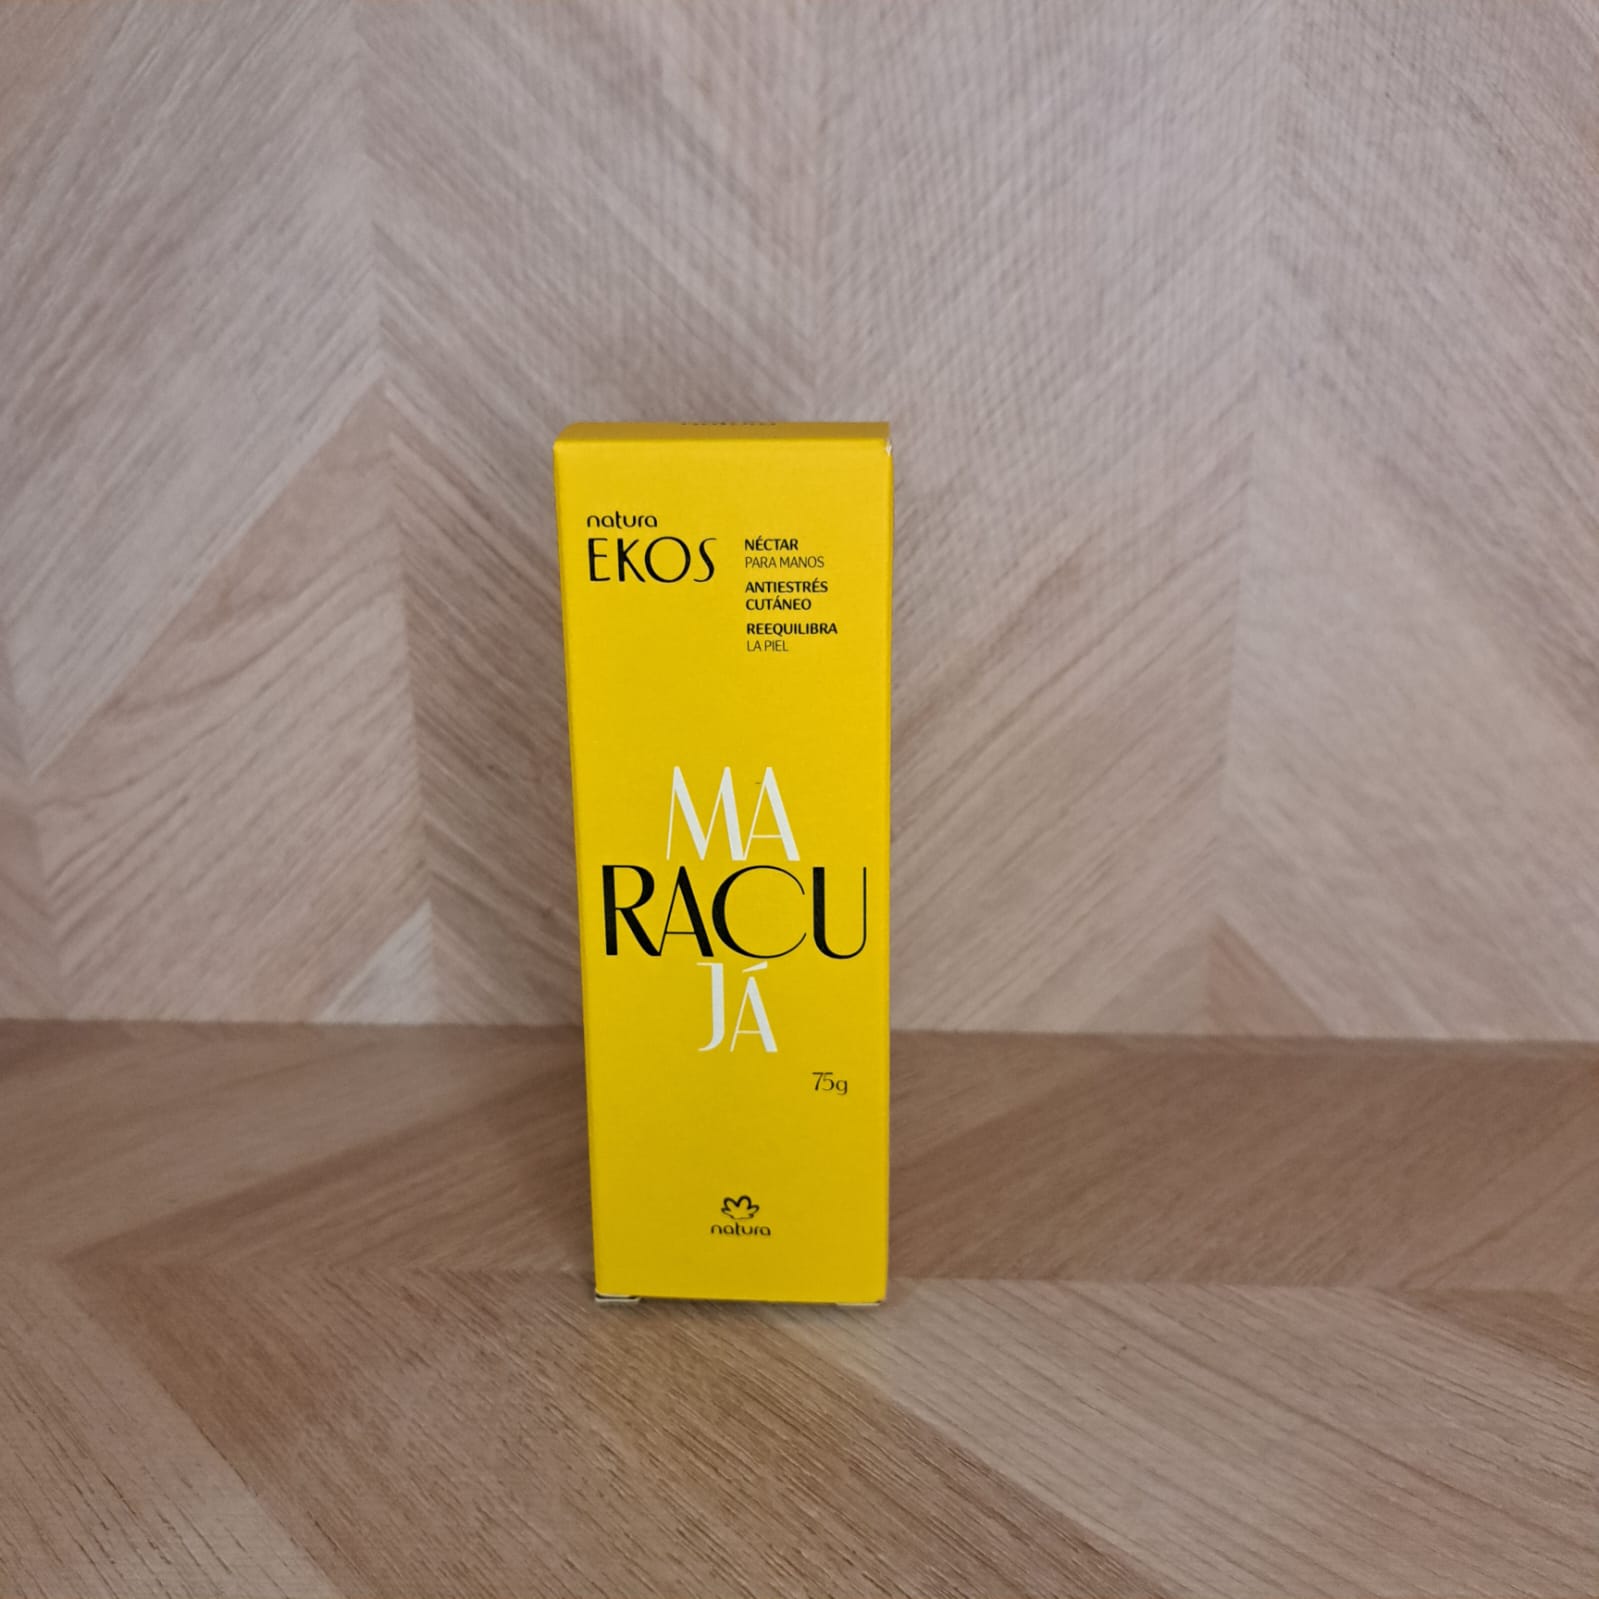 natura
EKOS
NÉCTAR
PARA MANOS
ANTIESTRÉS
CUTÁNEO
REEQUILIBRA
LA PIEL
MA
RACU
JÁ
75g
natura